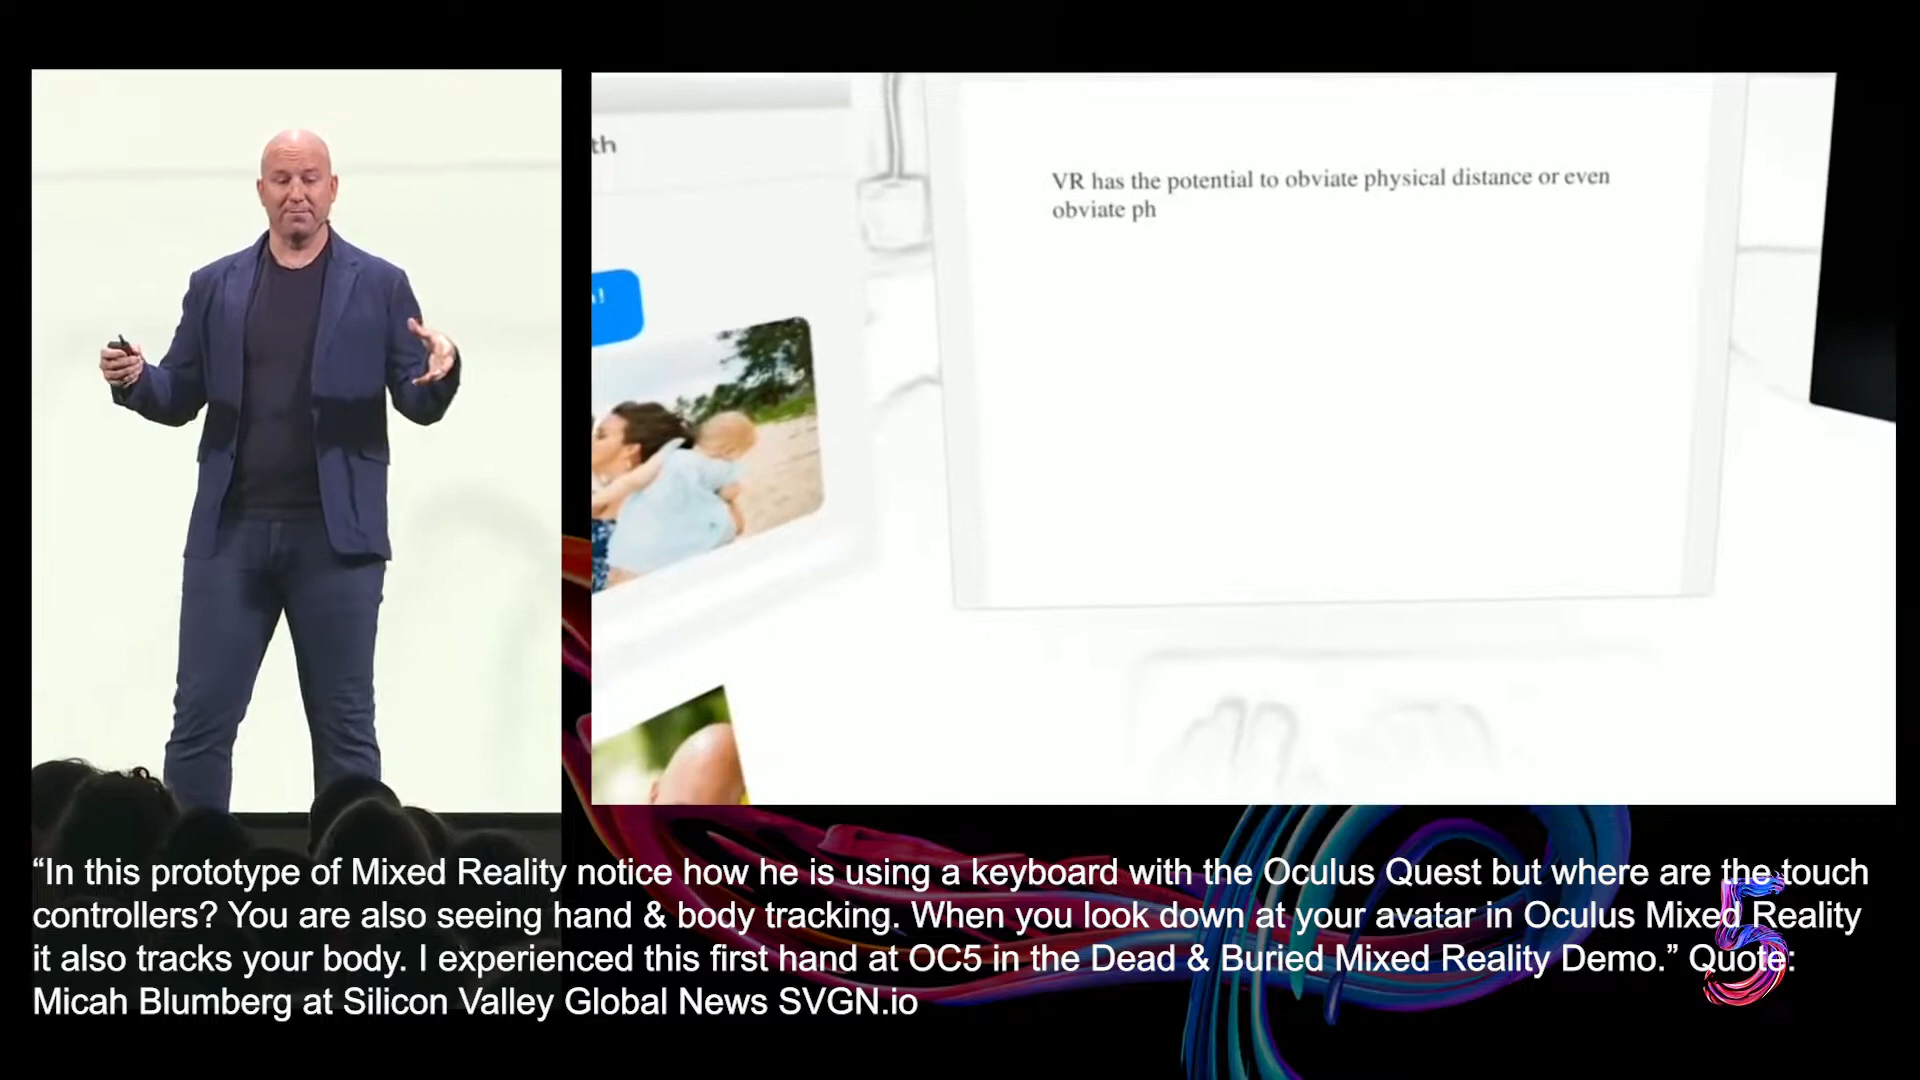 th
VR has the potential to obviate physical distance or even
obviate ph
“In this prototype of Mixed Reality notice how he is using a keyboard with the Oculus Quest but where are the touch
controllers? You are also seeing hand & body tracking. When you look down at your avatar in Oculus Mixed Reality
it also tracks your body. I experienced this first hand at OC5 in the Dead & Buried Mixed Reality Demo.” Quote:
Micah Blumberg at Silicon Valley Global News SVGN.io
5